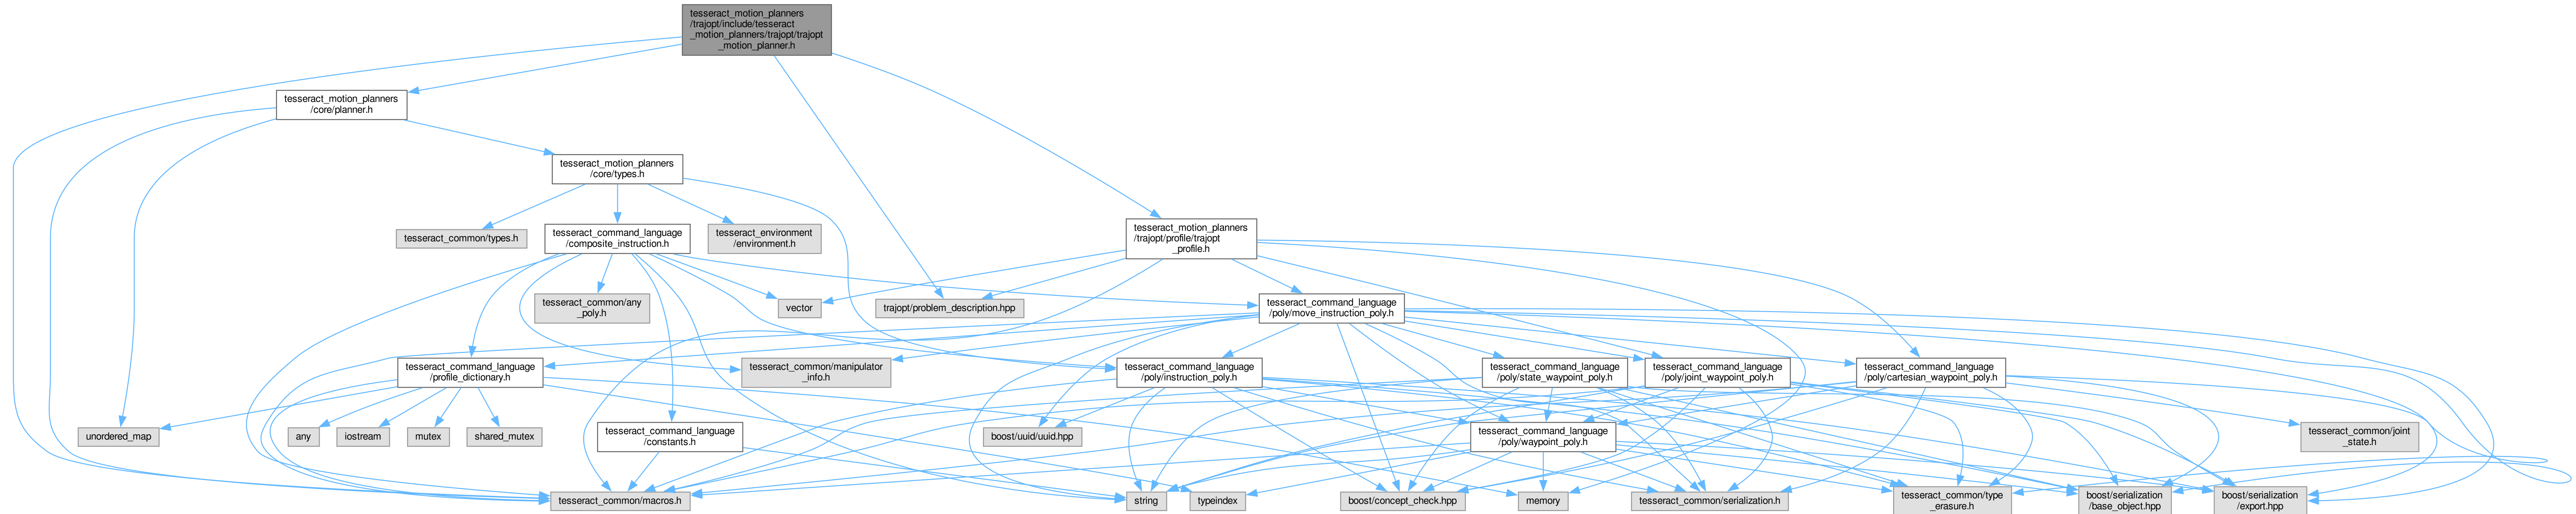 tesseract_motion_planners
/trajopt/include/tesseract
_motion_planners/trajopt/trajopt
_motion_planner.h
tesseract_motion_planners
/core/planner.h
tesseract_motion_planners
/core/types.h
tesseract_motion_planners
/trajopt/profile/trajopt
_profile.h
tesseract_common/types.h
tesseract_command_language
/composite_instruction.h
tesseract_environment
/environment.h
tesseract_common/any
_poly.h
vector
trajopt/problem_description.hpp
tesseract_command_language
/poly/move_instruction_poly.h
tesseract_command_language
/profile_dictionary.h
tesseract_common/manipulator
_info.h
tesseract_command_language
/poly/instruction_poly.h
tesseract_command_language
/poly/state_waypoint_poly.h
tesseract_command_language
/poly/joint_waypoint_poly.h
tesseract_command_language
/poly/cartesian_waypoint_poly.h
unordered_map
any
iostream
mutex
shared_mutex
tesseract_command_language
/constants.h
boost/uuid/uuid.hpp
tesseract_command_language
/poly/waypoint_poly.h
tesseract_common/joint
_state.h
tesseract_common/macros.h
string
typeindex
boost/concept_check.hpp
memory
tesseract_common/serialization.h
tesseract_common/type
_erasure.h
boost/serialization
/base_object.hpp
boost/serialization
/export.hpp